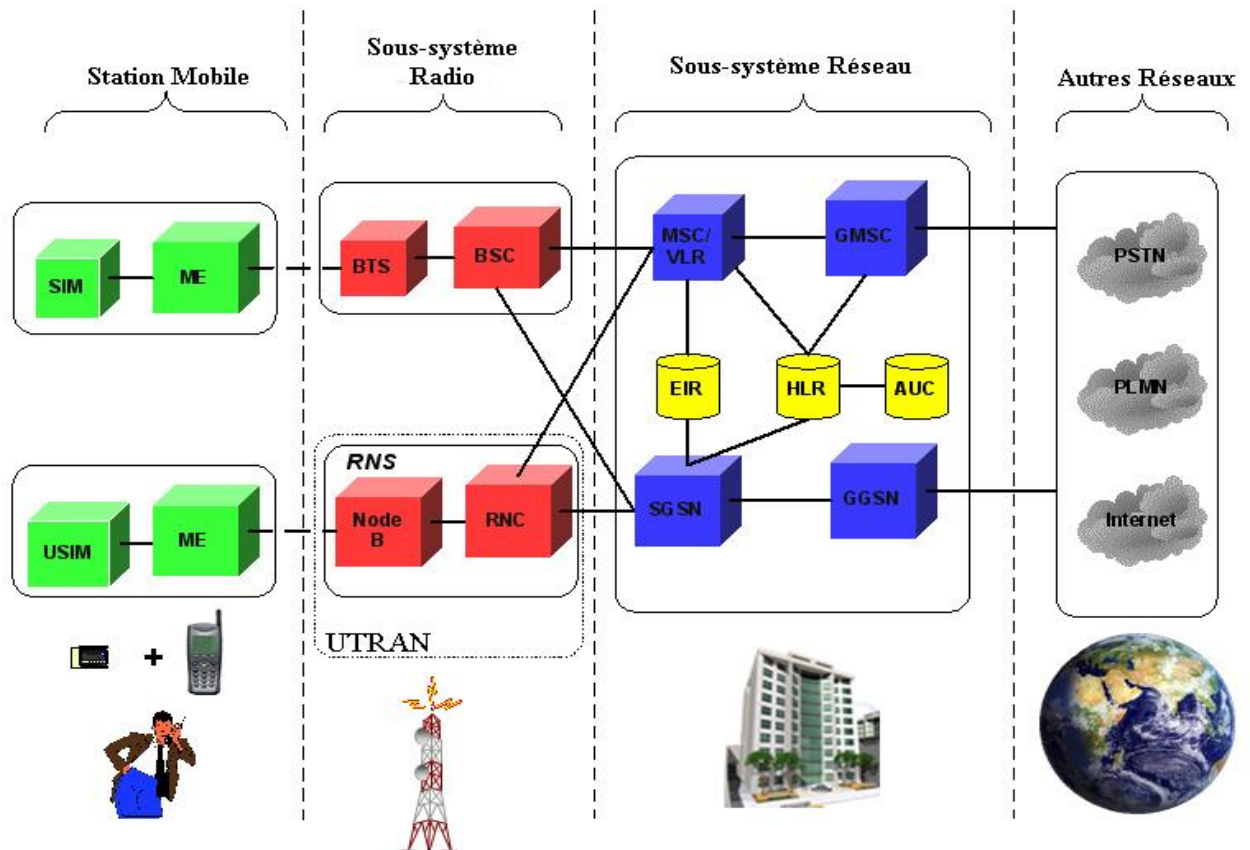 Station Mobile
Sous-système
Radio
Sous-système Réseau
Autres Réseaux
SIM
ME
BTS
BSC
MSC/
VLR
GMSC
PSTN
EIR
HLR
AUC
PLMN
RNS
USIM
ME
Node
B
RNC
SGSN
GGSN
Internet
UTRAN
+